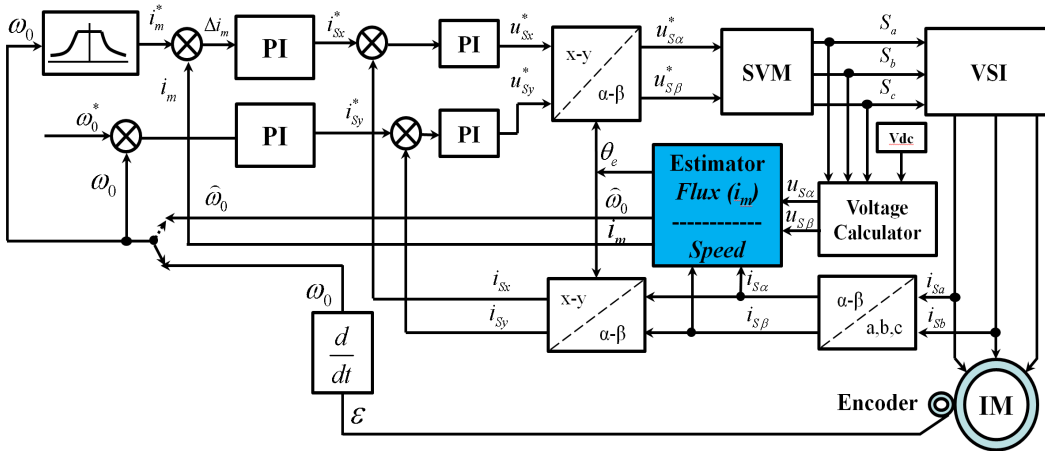 ω₀ i*ₘ Δiₘ PI i*Sx PI u*Sx x-y α-β u*Sα SVM Sₐ VSI
iₘ u*Sy u*Sβ S_b
S_c
ω*₀ PI i*Sy PI
Vdc
ω₀ θₑ Estimator
Flux (iₘ)
Speed
uSα
uSβ
Voltage
Calculator
ω̂₀ ω̂₀
iₘ
iSx x-y α-β iSα α-β a,b,c iSa
iSy iSβ iSb
ω₀
d
dt
ε
Encoder IM